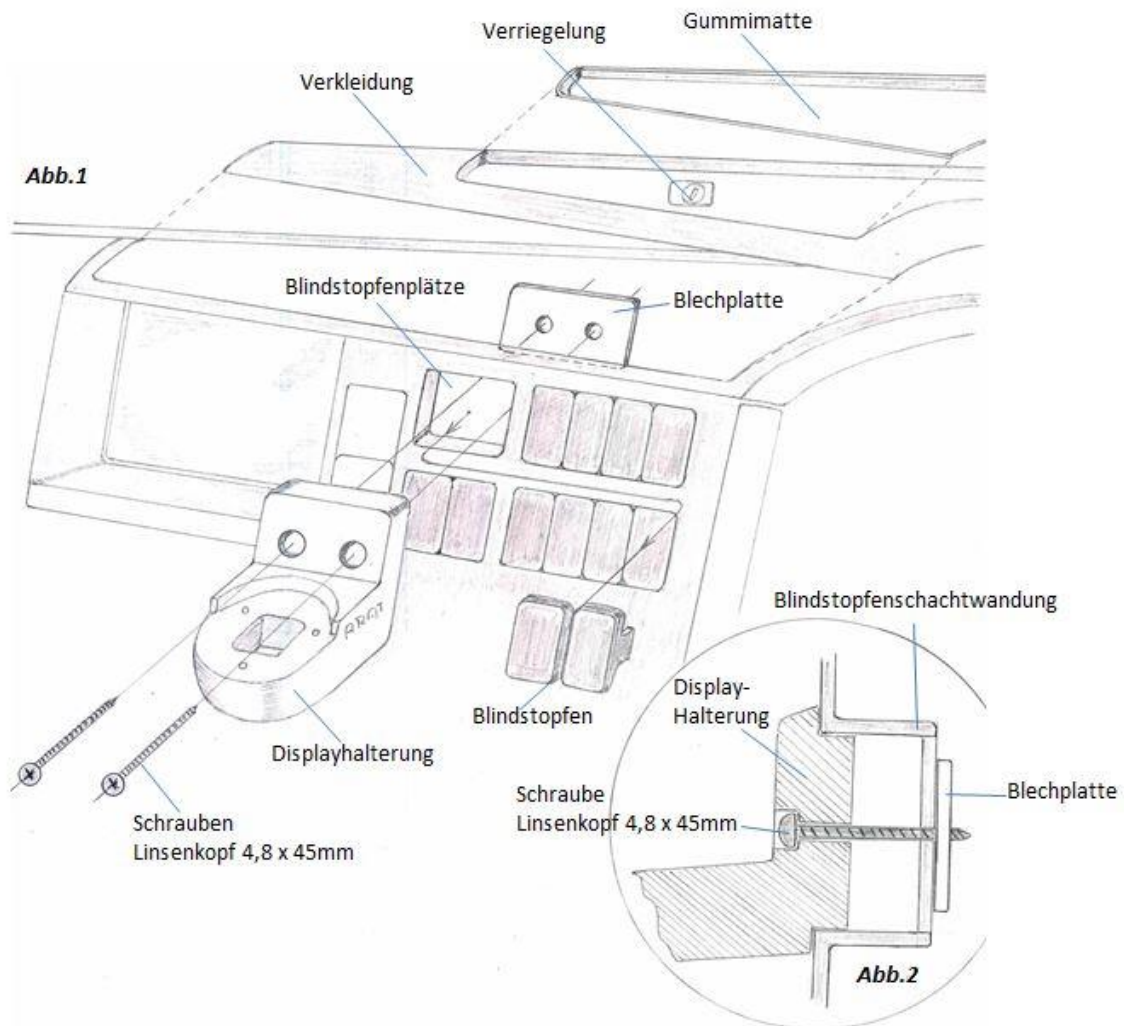 Verriegelung
Gummimatte
Verkleidung
Abb.1
Blindstopfenplätze
Blechplatte
Blindstopfenschachtwandung
Display-
Halterung
Blindstopfen
Displayhalterung
Schraube
Linsenkopf 4,8 x 45mm
Blechplatte
Schrauben
Linsenkopf 4,8 x 45mm
Abb.2